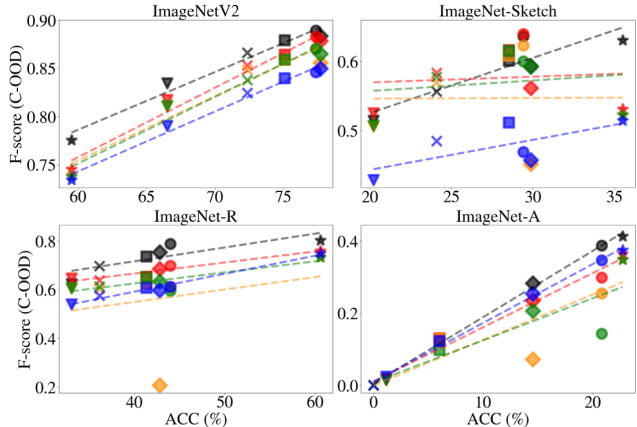 ImageNetV2
ImageNet-Sketch
F-score (C-OOD)
0.90
0.85
0.80
0.75
60 65 70 75
0.6
0.5
20 25 30 35
ImageNet-R
ImageNet-A
F-score (C-OOD)
0.8
0.6
0.4
0.2
40 50 60
ACC (%)
0.4
0.2
0.0
0 10 20
ACC (%)